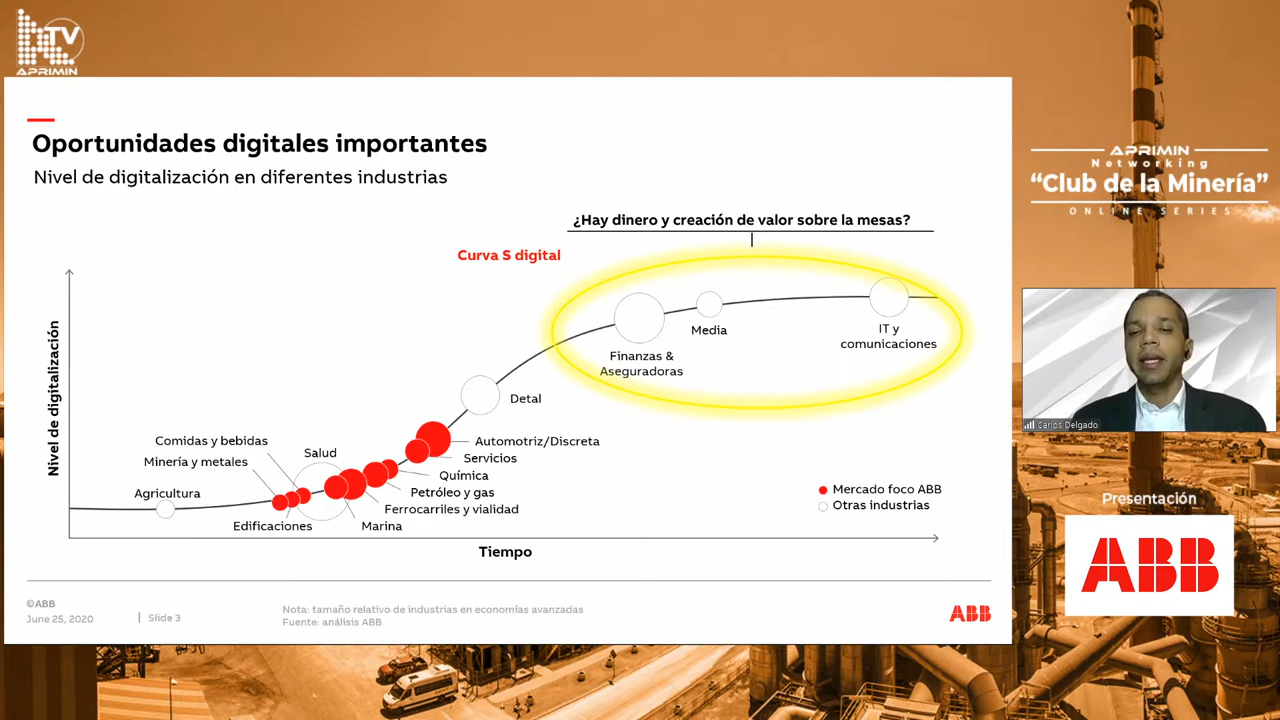 TV
APRIMIN
Oportunidades digitales importantes
Nivel de digitalización en diferentes industrias
¿Hay dinero y creación de valor sobre la mesas?
Curva S digital
Nivel de digitalización
Finanzas &
Aseguradoras
Media
IT y
comunicaciones
Detal
Automotriz/Discreta
Servicios
Química
Petróleo y gas
Ferrocarriles y vialidad
Marina
Comidas y bebidas
Minería y metales
Salud
Agricultura
Edificaciones
Mercado foco ABB
Otras industrias
Tiempo
©ABB
June 25, 2020
| Slide 3
Nota: tamaño relativo de industrias en economías avanzadas
Fuente: análisis ABB
ABB
APRIMIN
Networking
“Club de la Minería”
ONLINE SERIES
Carlos Delgado
Presentación
ABB